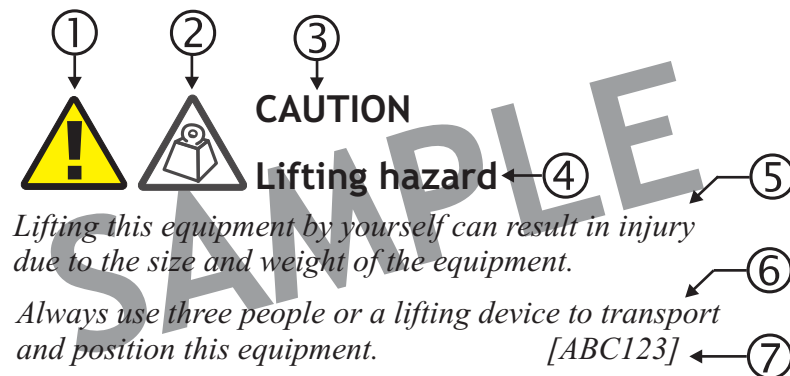 ① ② ③
CAUTION
Lifting hazard ④
⑤
Lifting this equipment by yourself can result in injury
due to the size and weight of the equipment.
⑥
Always use three people or a lifting device to transport
and position this equipment. [ABC123] ⑦
SAMPLE